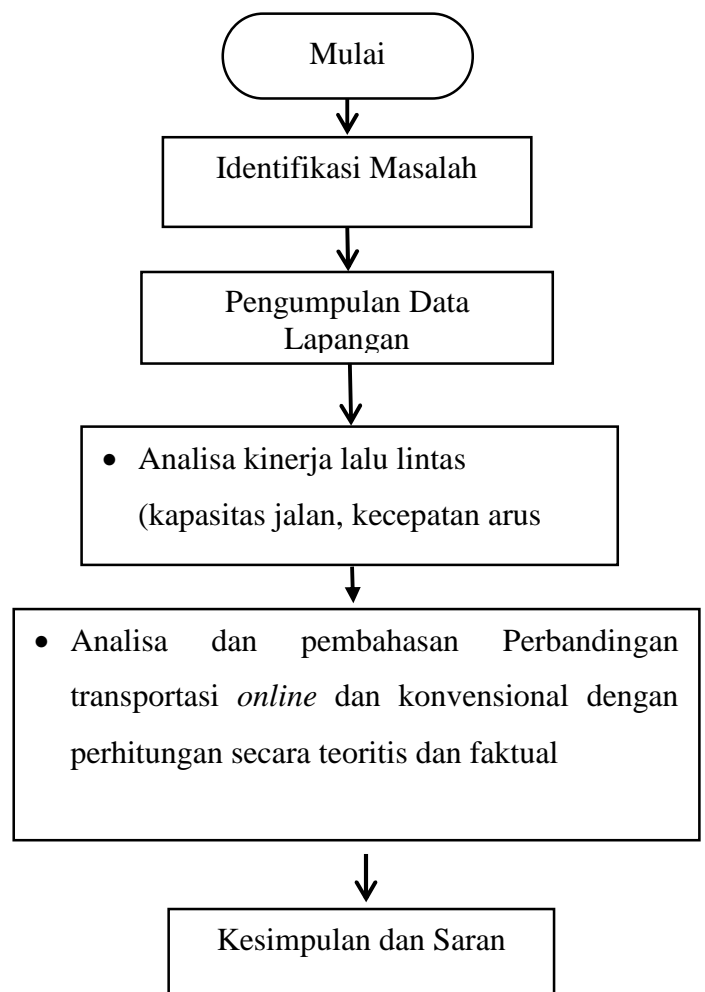 Mulai
Identifikasi Masalah
Pengumpulan Data
Lapangan
• Analisa kinerja lalu lintas
(kapasitas jalan, kecepatan arus
• Analisa dan pembahasan Perbandingan
transportasi online dan konvensional dengan
perhitungan secara teoritis dan faktual
Kesimpulan dan Saran